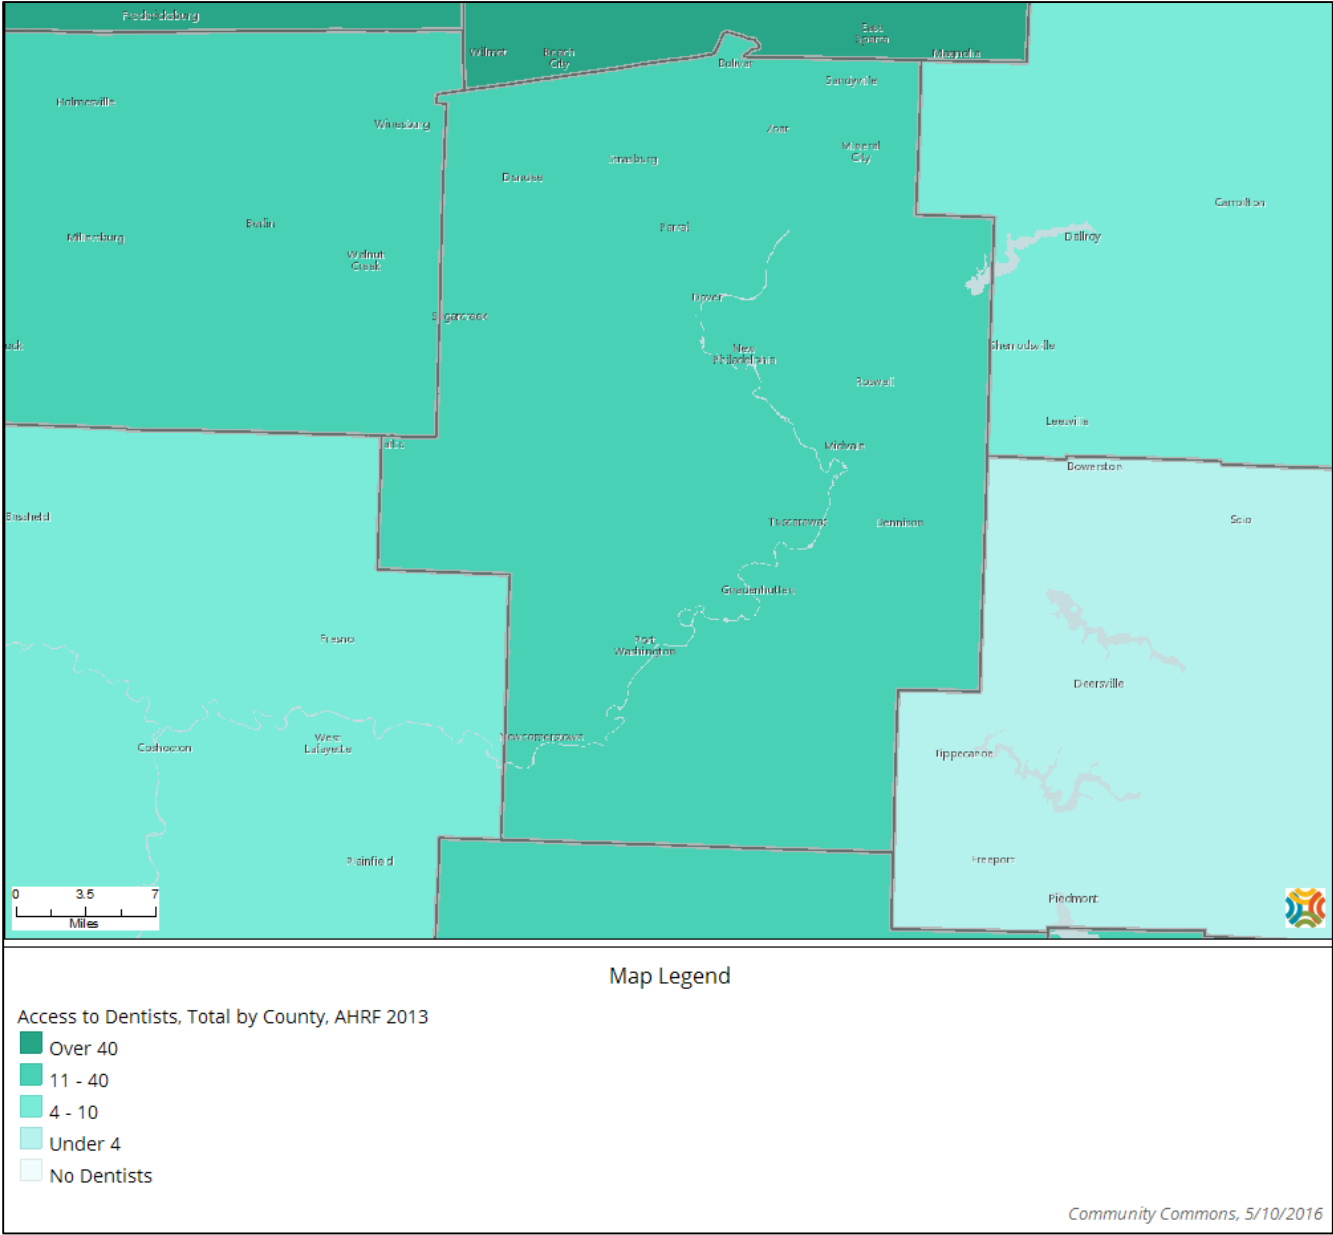 Fredericksburg
Wilmot
Beach
City
East
Sparta
Magnolia
Bolivar
Sandyville
Holmesville
Winesburg
Zoar
Mineral
City
Strasburg
Dundee
Carrollton
Berlin
Parral
Millersburg
Dellroy
Walnut
Creek
Dover
Sugarcreek
New
Philadelphia
Sherrodsville
Roswell
Leesville
Midvale
Bowerston
Tuscarawas
Dennison
Scio
Gnadenhutten
Fresno
Port
Washington
Deersville
Newcomerstown
Coshocton
West
Lafayette
Tippecanoe
Plainfield
Freeport
Piedmont
0 3.5 7
Miles
Map Legend
Access to Dentists, Total by County, AHRF 2013
Over 40
11 - 40
4 - 10
Under 4
No Dentists
Community Commons, 5/10/2016